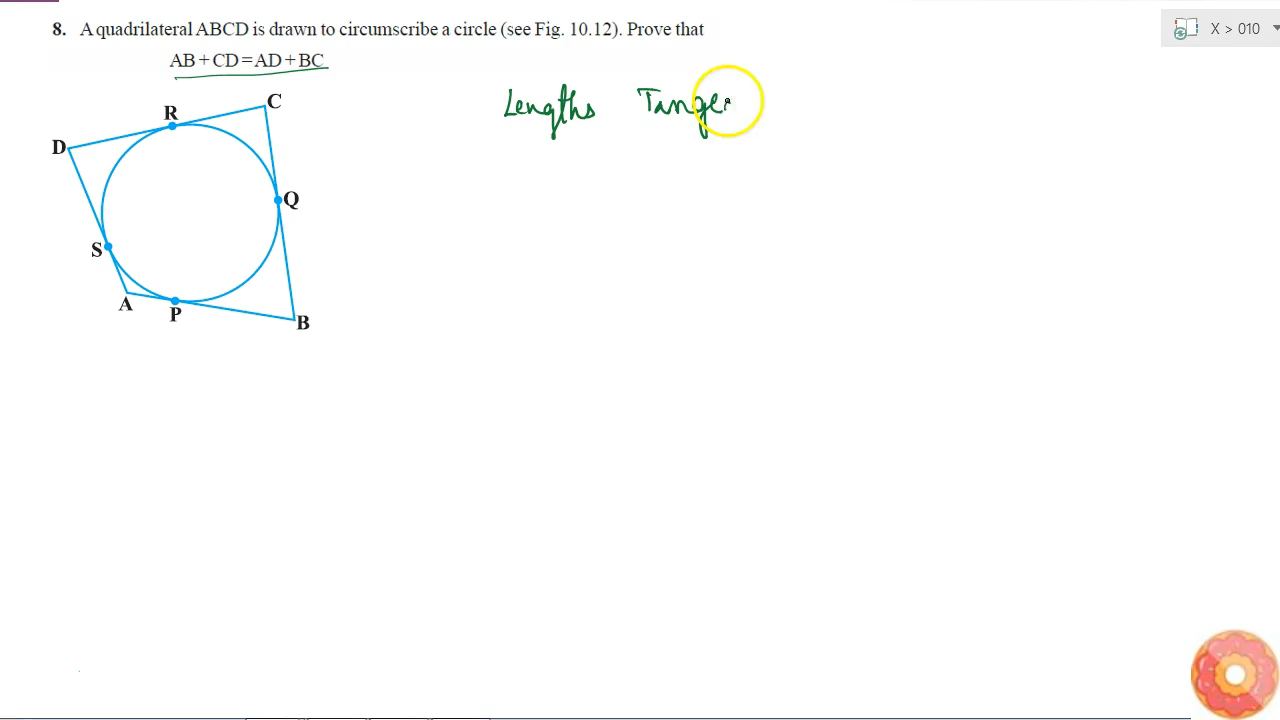 8. A quadrilateral ABCD is drawn to circumscribe a circle (see Fig. 10.12). Prove that
AB + CD = AD + BC
X > 010
Lengths Tange
C
R
D
Q
S
A
P
B